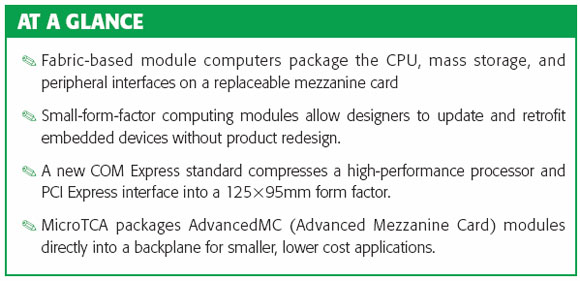 AT A GLANCE
Fabric-based module computers package the CPU, mass storage, and
peripheral interfaces on a replaceable mezzanine card
Small-form-factor computing modules allow designers to update and retrofit
embedded devices without product redesign.
A new COM Express standard compresses a high-performance processor and
PCI Express interface into a 125×95mm form factor.
MicroTCA packages AdvancedMC (Advanced Mezzanine Card) modules
directly into a backplane for smaller, lower cost applications.